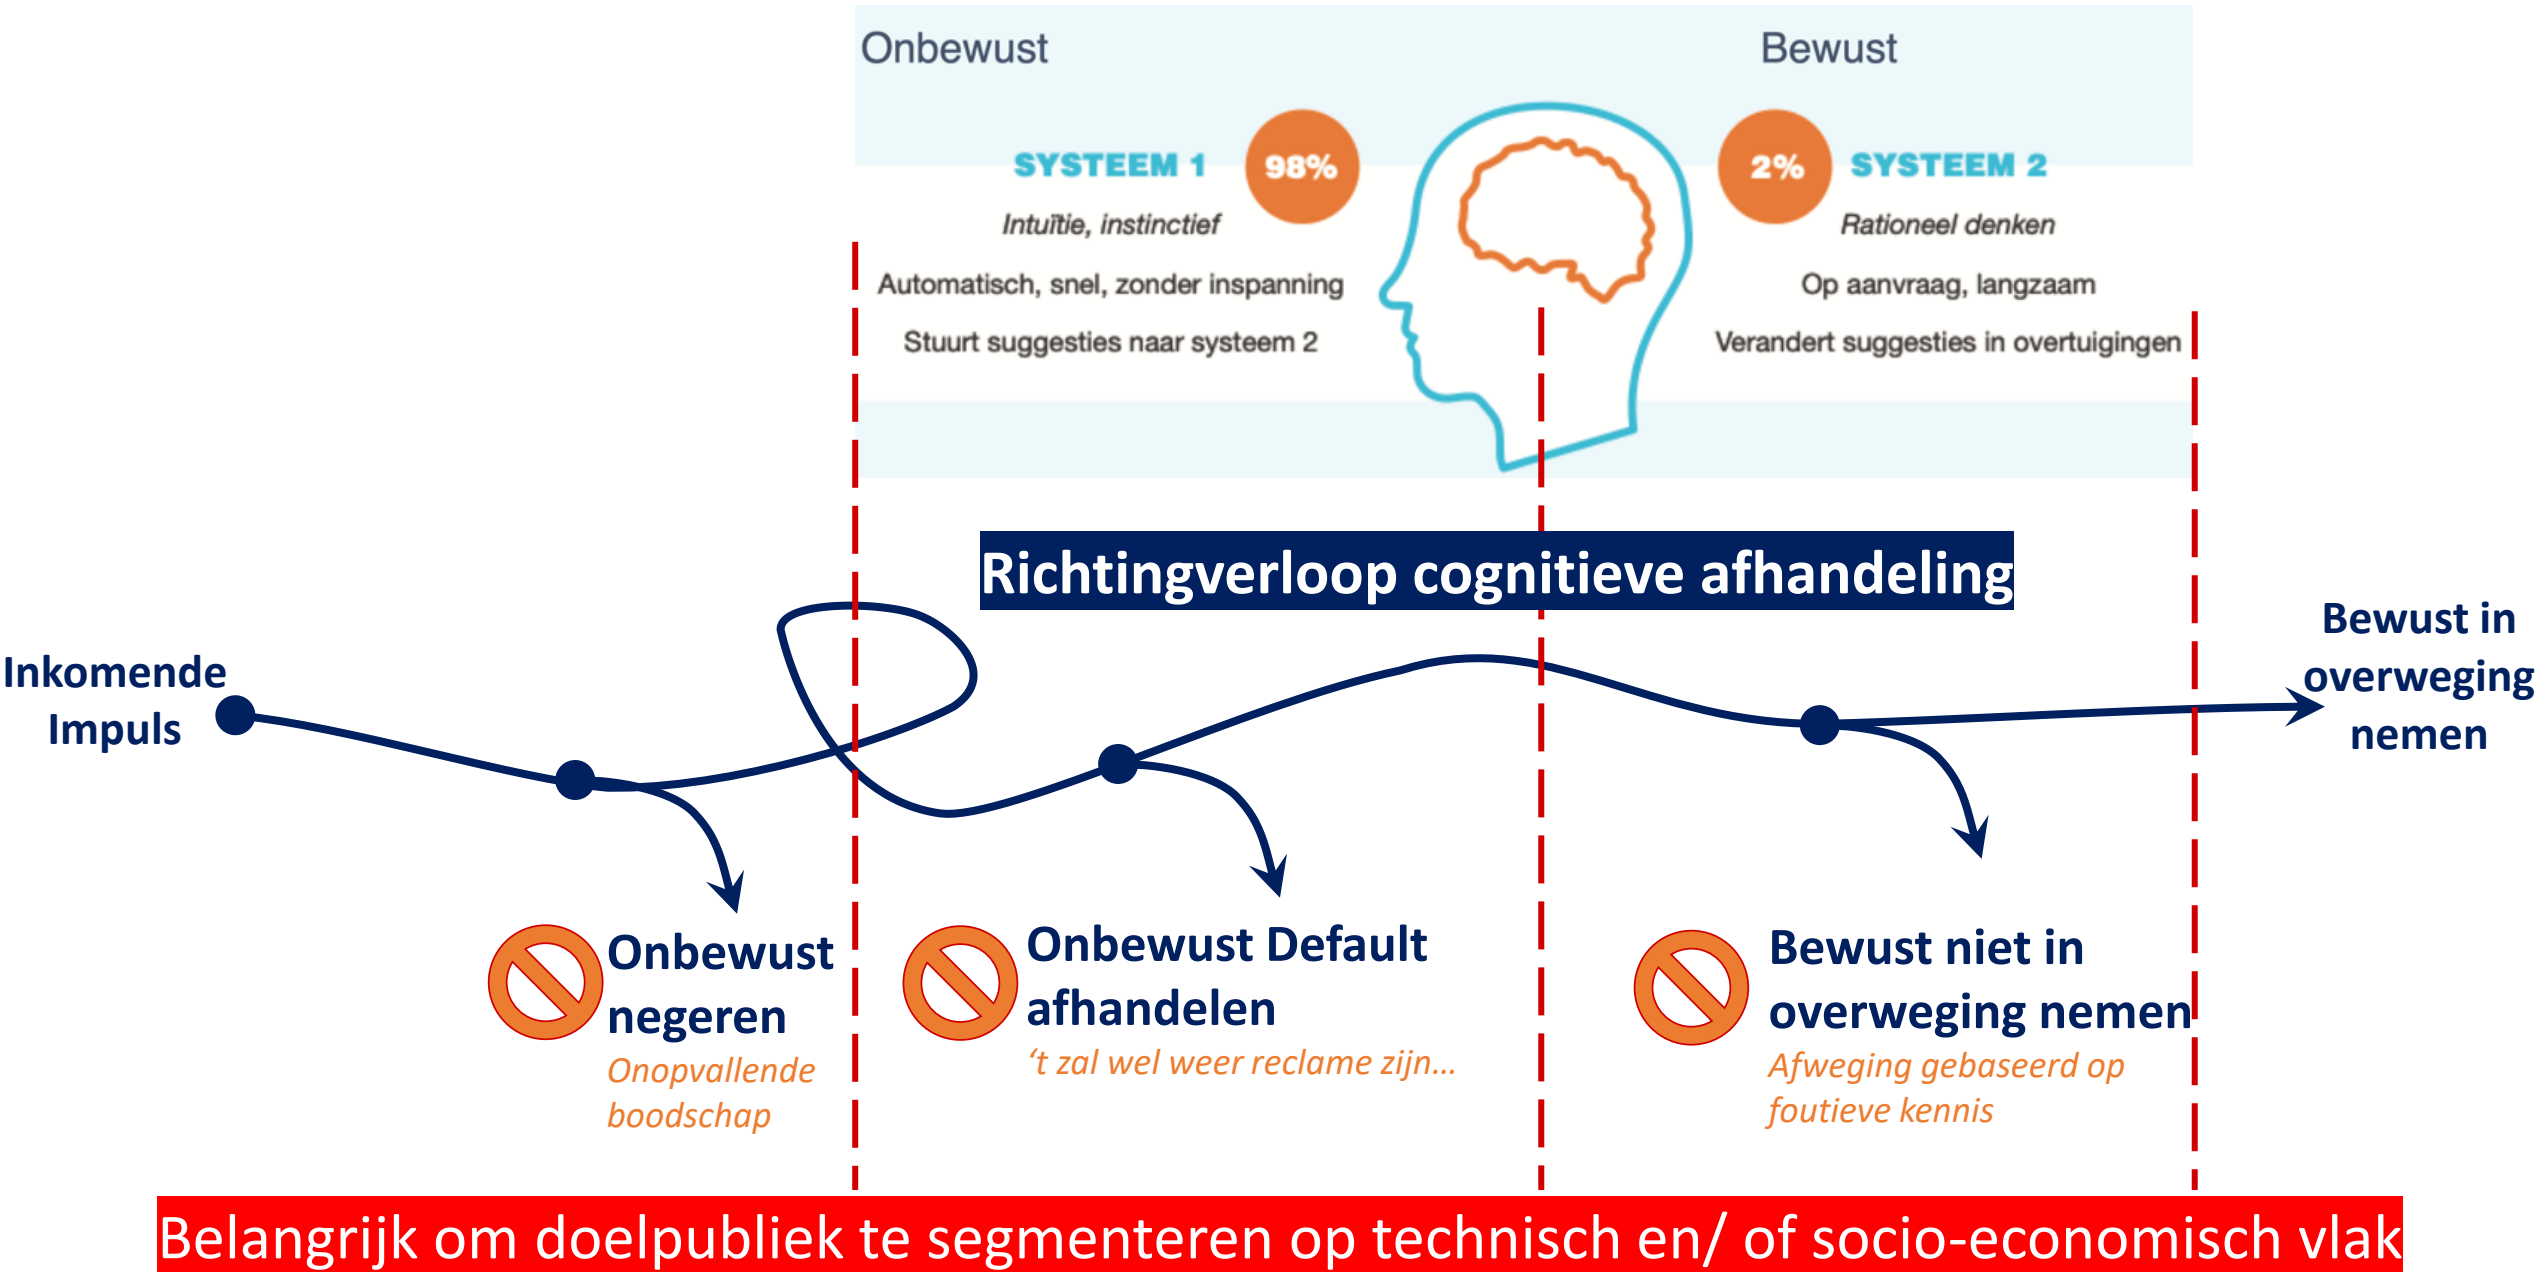 Onbewust
Bewust
SYSTEEM 1
98%
2%
SYSTEEM 2
Intuïtie, instinctief
Rationeel denken
Automatisch, snel, zonder inspanning
Op aanvraag, langzaam
Stuurt suggesties naar systeem 2
Verandert suggesties in overtuigingen
Richtingverloop cognitieve afhandeling
Inkomende
Impuls
Bewust in
overweging
nemen
Onbewust
negeren
Onopvallende
boodschap
Onbewust Default
afhandelen
‘t zal wel weer reclame zijn...
Bewust niet in
overweging nemen
Afweging gebaseerd op
foutieve kennis
Belangrijk om doelpubliek te segmenteren op technisch en/ of socio-economisch vlak